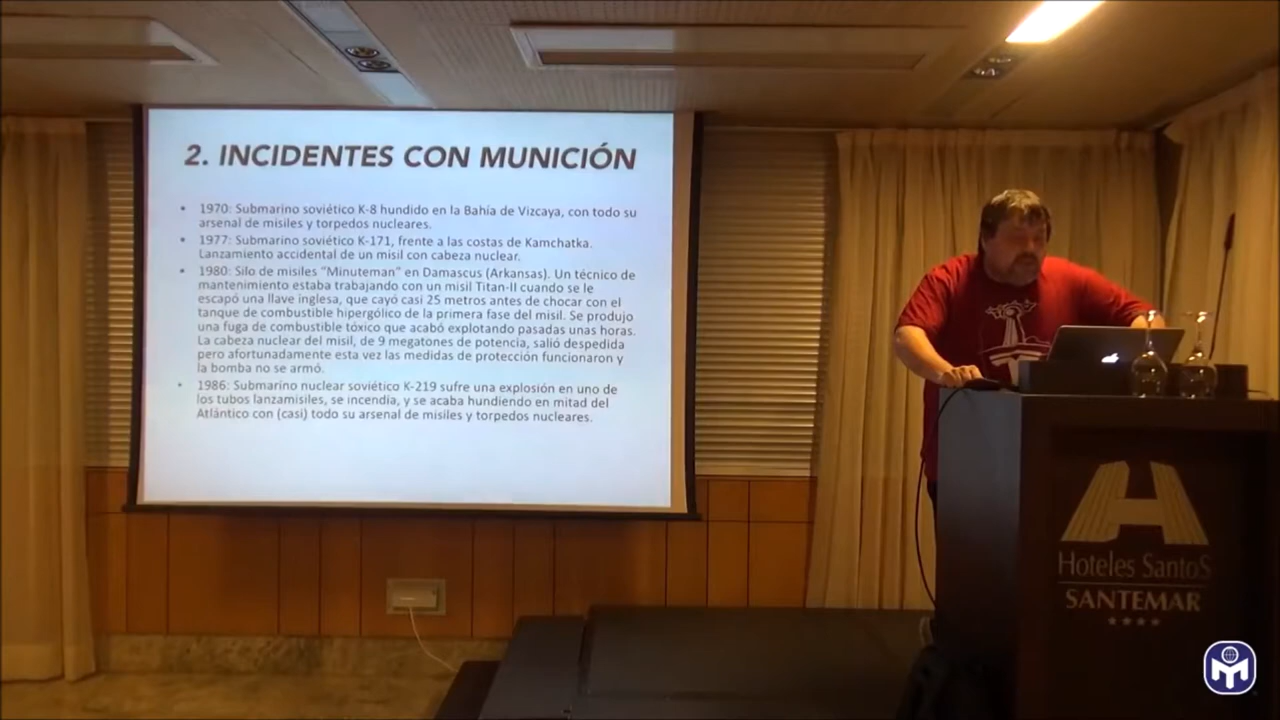 2. INCIDENTES CON MUNICIÓN
• 1970: Submarino soviético K-8 hundido en la Bahía de Vizcaya, con todo su
arsenal de misiles y torpedos nucleares.
• 1977: Submarino soviético K-171, frente a las costas de Kamchatka.
Lanzamiento accidental de un misil con cabeza nuclear.
• 1980: Silo de misiles "Minuteman" en Damascus (Arkansas). Un técnico de
mantenimiento estaba trabajando con un misil Titan-II cuando se le
escapó una llave inglesa, que cayó casi 25 metros antes de chocar con el
tanque de combustible hipergólico de la primera fase del misil. Se produjo
una fuga de combustible tóxico que acabó explotando pasadas unas horas.
La cabeza nuclear del misil, de 9 megatones de potencia, salió despedida
pero afortunadamente esta vez las medidas de protección funcionaron y
la bomba no se armó.
• 1986: Submarino nuclear soviético K-219 sufre una explosión en uno de
los tubos lanzamisiles, se incendia, y se acaba hundiendo en mitad del
Atlántico con (casi) todo su arsenal de misiles y torpedos nucleares.
Hoteles SantoS
SANTEMAR